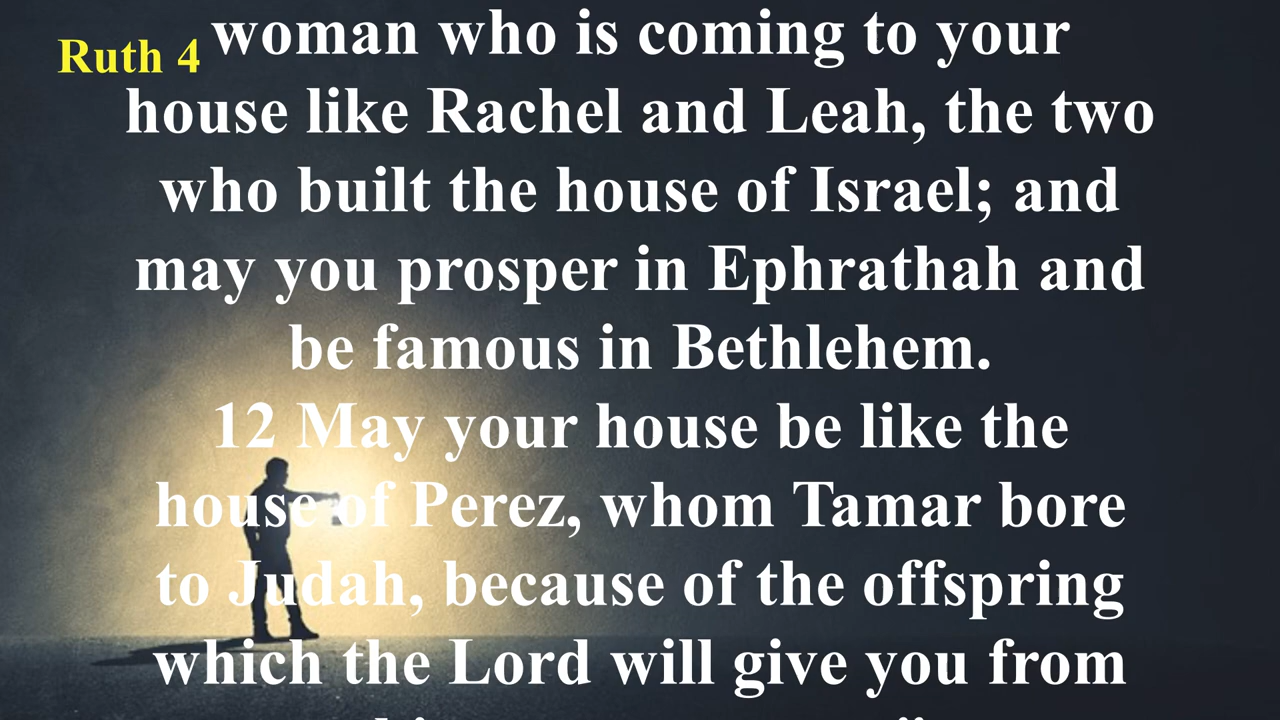 Ruth 4
woman who is coming to your
house like Rachel and Leah, the two
who built the house of Israel; and
may you prosper in Ephrathah and
be famous in Bethlehem.
12 May your house be like the
house of Perez, whom Tamar bore
to Judah, because of the offspring
which the Lord will give you from